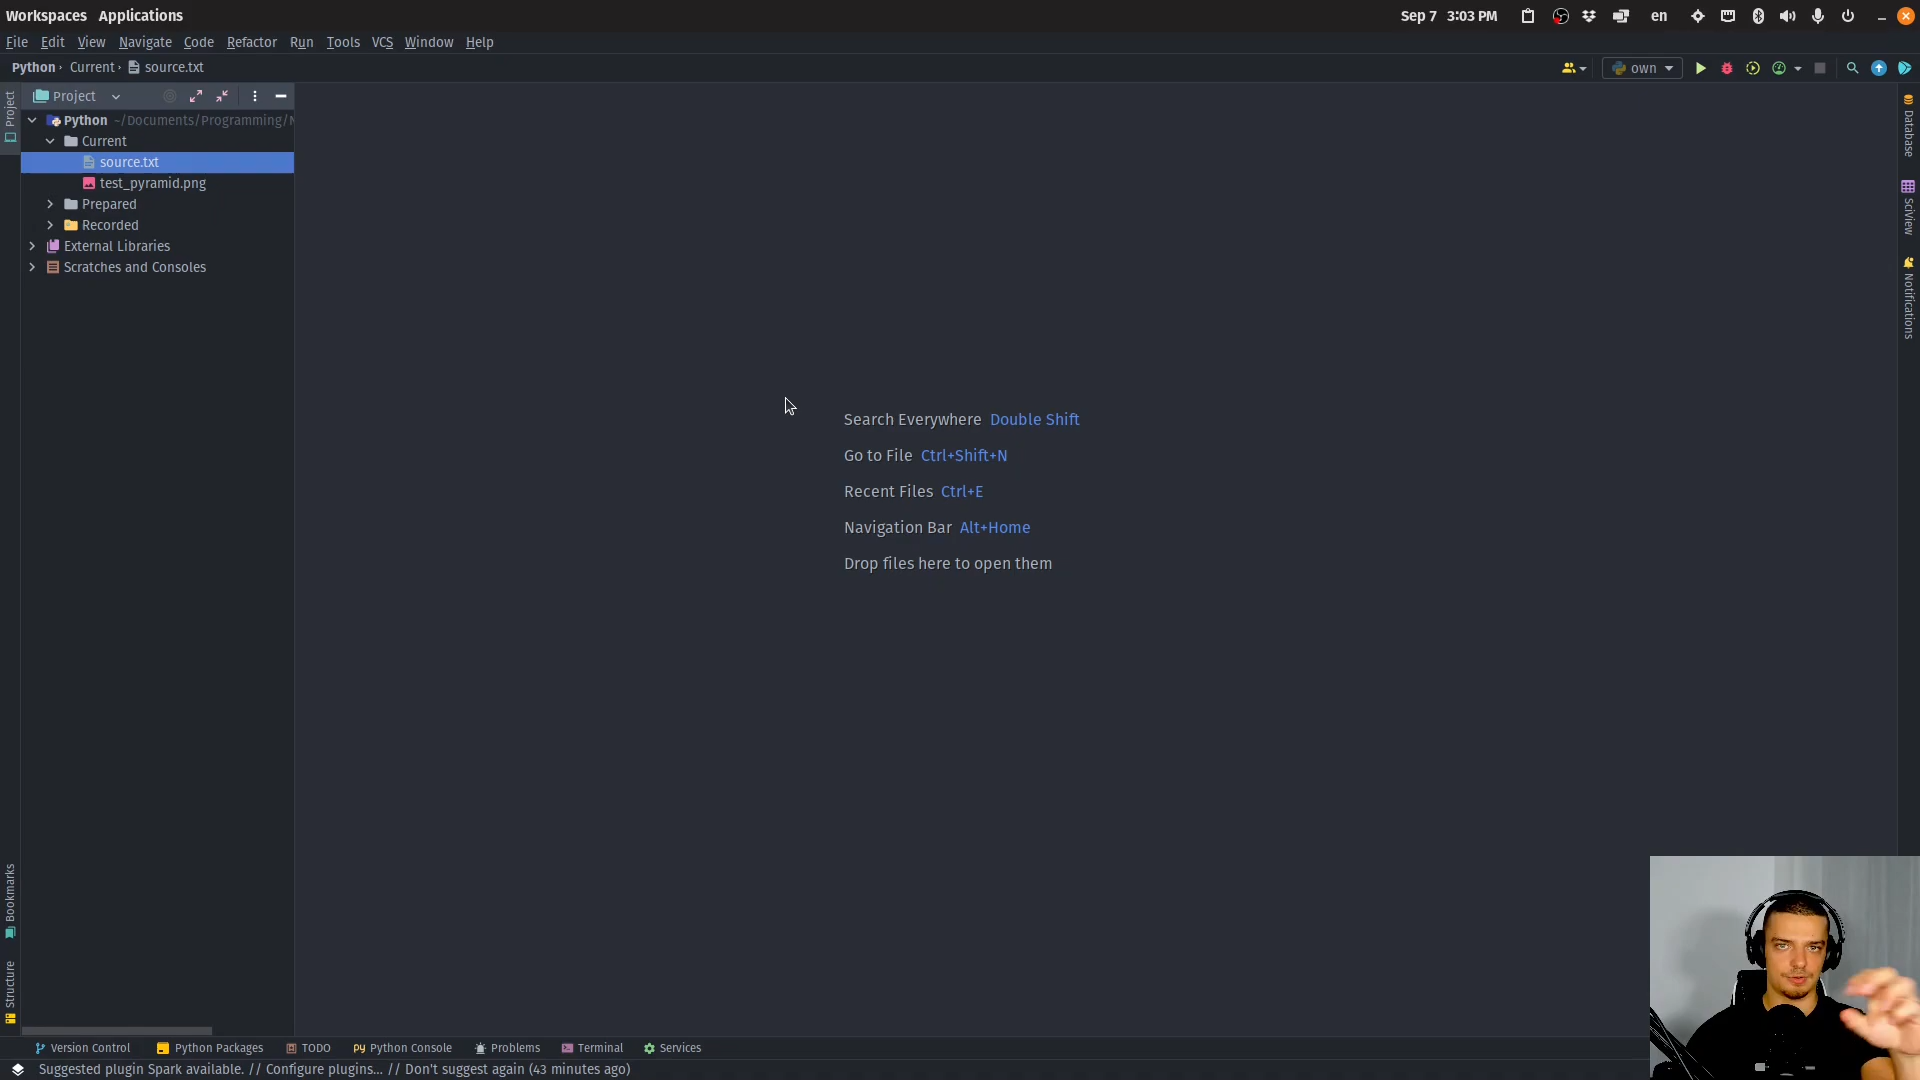 Workspaces Applications
Sep 7 3:03 PM
en
File Edit View Navigate Code Refactor Run Tools VCS Window Help
Python › Current › source.txt
own
Project
Python ~/Documents/Programming/
Current
source.txt
test_pyramid.png
Prepared
Recorded
External Libraries
Scratches and Consoles
Project
Bookmarks
Structure
Search Everywhere Double Shift
Go to File Ctrl+Shift+N
Recent Files Ctrl+E
Navigation Bar Alt+Home
Drop files here to open them
Database
SciView
Notifications
Version Control Python Packages TODO Python Console Problems Terminal Services
Suggested plugin Spark available. // Configure plugins... // Don't suggest again (43 minutes ago)